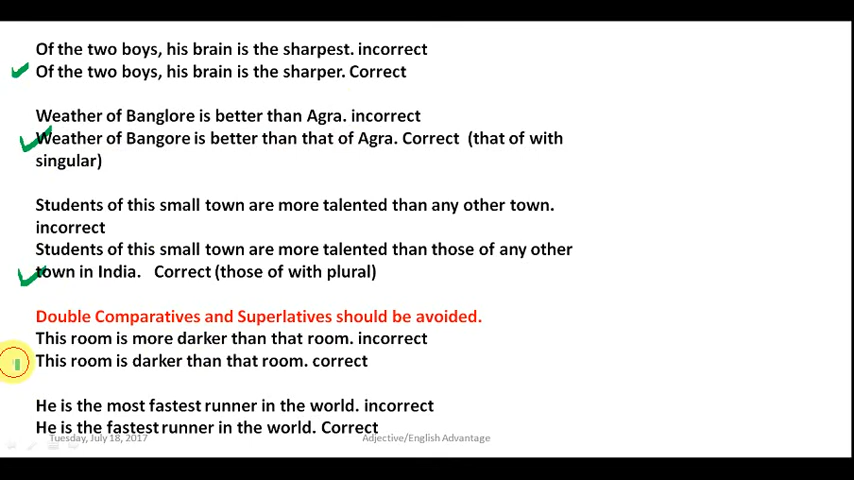 Of the two boys, his brain is the sharpest. incorrect
Of the two boys, his brain is the sharper. Correct
Weather of Banglore is better than Agra. incorrect
Weather of Bangore is better than that of Agra. Correct (that of with
singular)
Students of this small town are more talented than any other town.
incorrect
Students of this small town are more talented than those of any other
town in India. Correct (those of with plural)
Double Comparatives and Superlatives should be avoided.
This room is more darker than that room. incorrect
This room is darker than that room. correct
He is the most fastest runner in the world. incorrect
He is the fastest runner in the world. Correct
Tuesday, July 18, 2017 Adjective/English Advantage